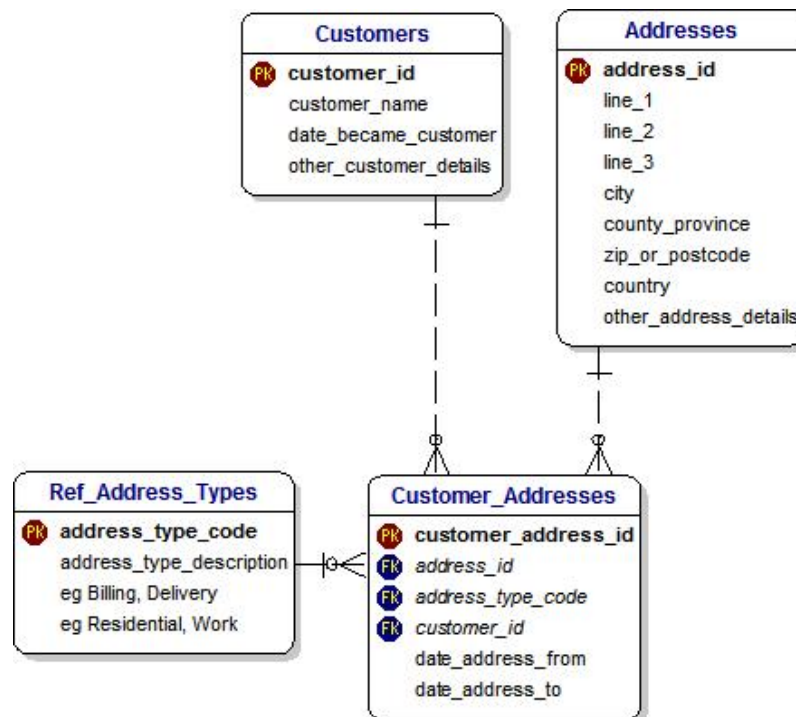 Customers
PK customer_id
customer_name
date_became_customer
other_customer_details
Addresses
PK address_id
line_1
line_2
line_3
city
county_province
zip_or_postcode
country
other_address_details
Ref_Address_Types
PK address_type_code
address_type_description
eg Billing, Delivery
eg Residential, Work
Customer_Addresses
PK customer_address_id
FK address_id
FK address_type_code
FK customer_id
date_address_from
date_address_to